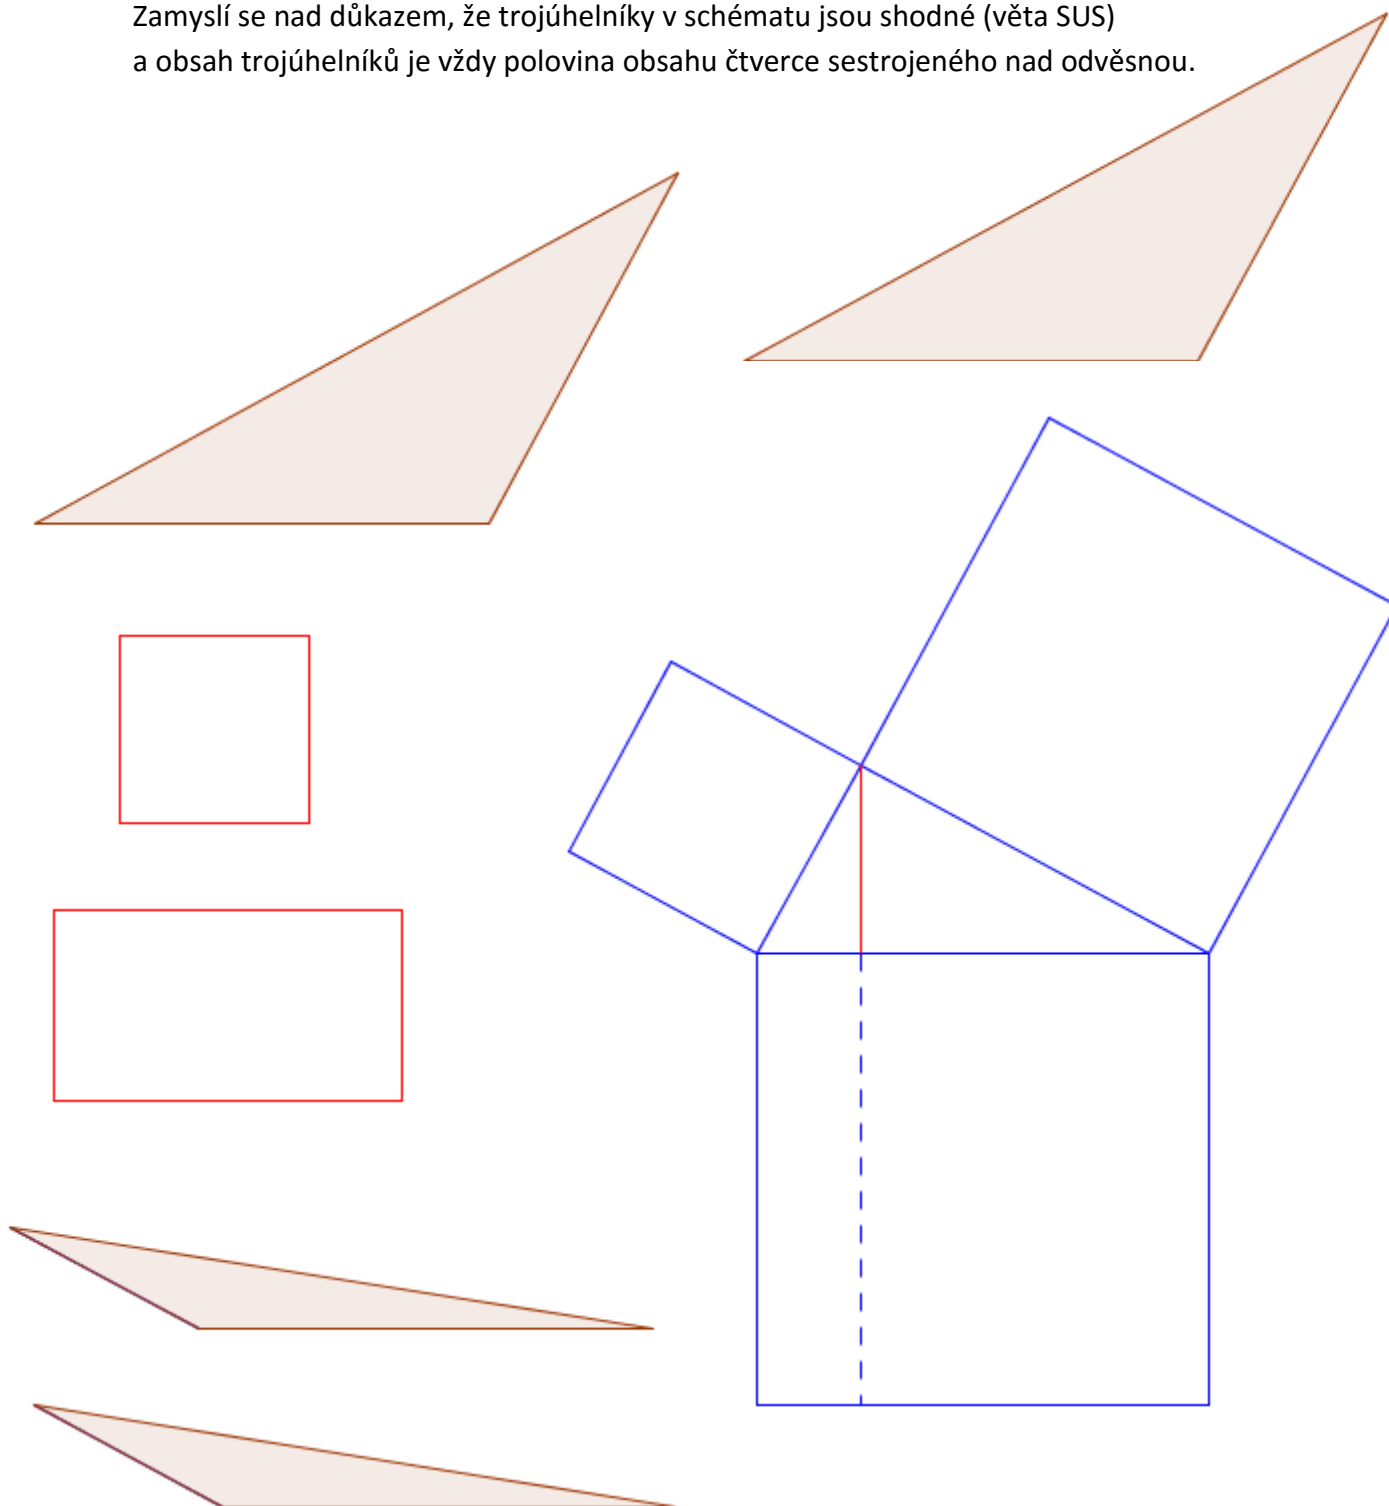 Zamyslí se nad důkazem, že trojúhelníky v schématu jsou shodné (věta SUS)
a obsah trojúhelníků je vždy polovina obsahu čtverce sestrojeného nad odvěsnou.